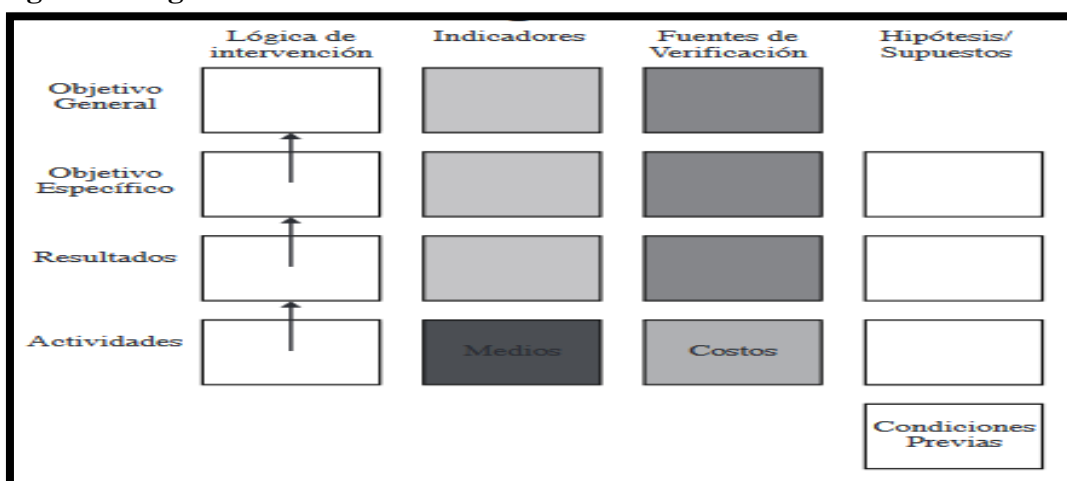 Lógica de
intervención
Indicadores
Fuentes de
Verificación
Hipótesis/
Supuestos
Objetivo
General
Objetivo
Específico
Resultados
Actividades
Medios
Costos
Condiciones
Previas